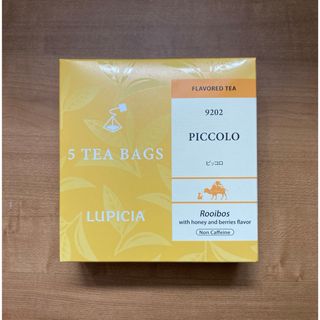 5 TEA BAGS
LUPICIA
FLAVORED TEA
9202
PICCOLO
ピッコロ
Rooibos
with honey and berries flavor
Non Caffeine